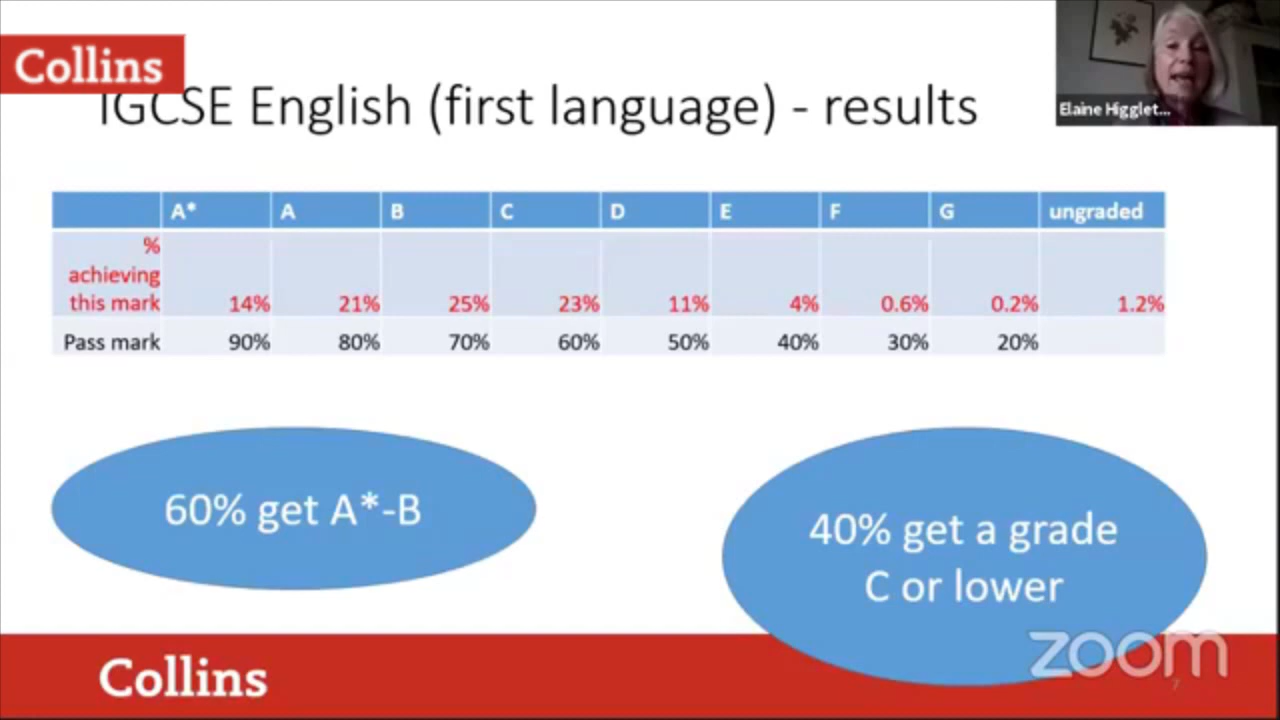 Collins
IGCSE English (first language) - results
Elaine Higglet...
A* A B C D E F G ungraded
%
achieving
this mark 14% 21% 25% 23% 11% 4% 0.6% 0.2% 1.2%
Pass mark 90% 80% 70% 60% 50% 40% 30% 20%
60% get A*-B
40% get a grade
C or lower
zoom
Collins
7